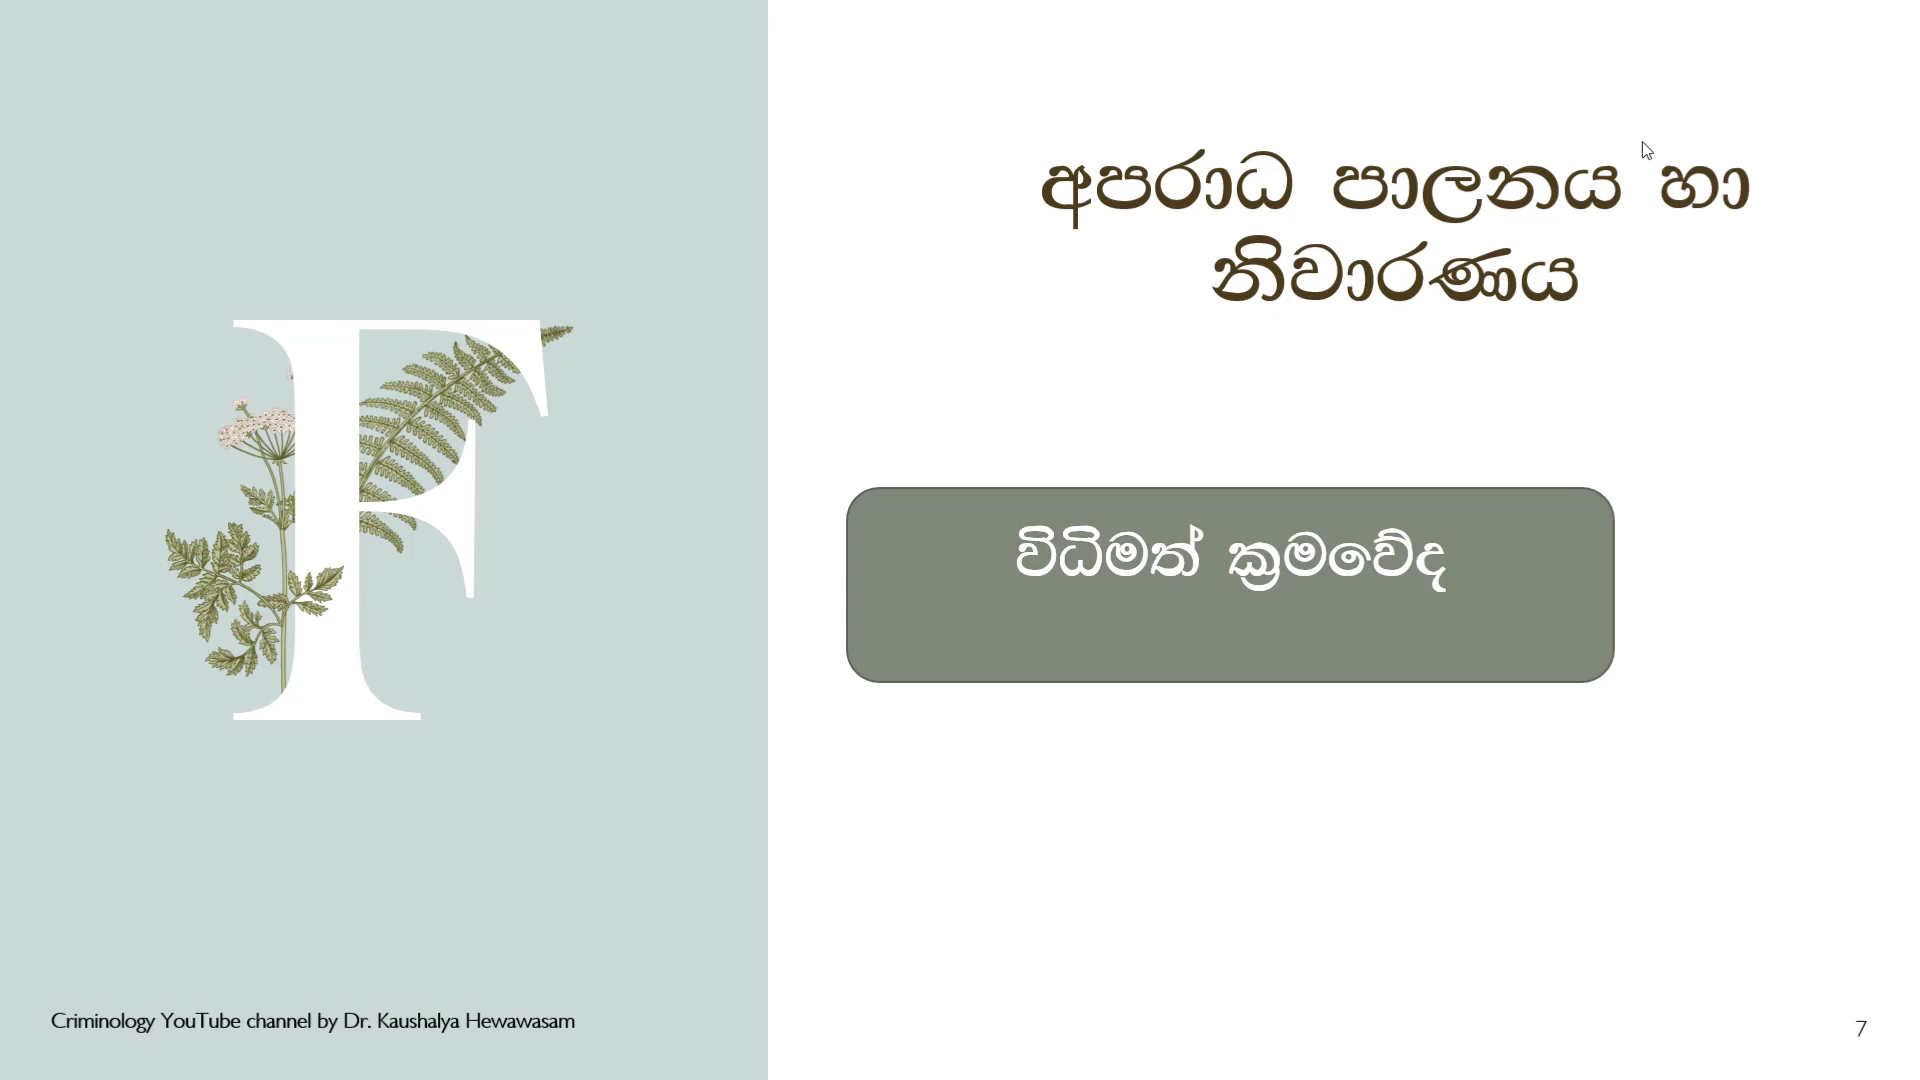 අපරාධ පාලනය හා
නිවාරණය
F
විධිමත් ක්‍රමවේද
Criminology YouTube channel by Dr. Kaushalya Hewawasam
7